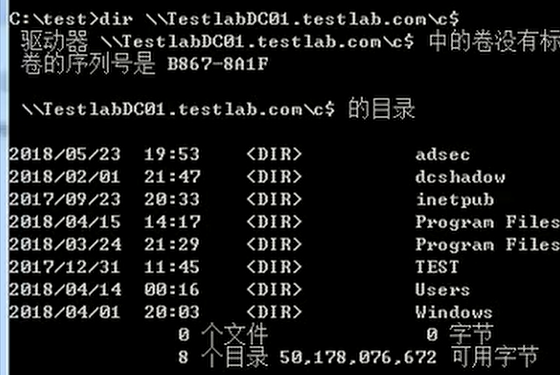 C:\test>dir \\TestlabDC01.testlab.com\c$
驱动器 \\TestlabDC01.testlab.com\c$ 中的卷没有标
卷的序列号是 B867-8A1F
\\TestlabDC01.testlab.com\c$ 的目录
2018/05/23 19:53 <DIR> adsec
2018/02/01 21:47 <DIR> dcshadow
2017/09/23 20:33 <DIR> inetpub
2018/04/15 14:17 <DIR> Program Files
2018/03/24 21:29 <DIR> Program Files
2017/12/31 11:45 <DIR> TEST
2018/04/14 00:16 <DIR> Users
2018/04/01 20:03 <DIR> Windows
0 个文件 0 字节
8 个目录 50,178,076,672 可用字节